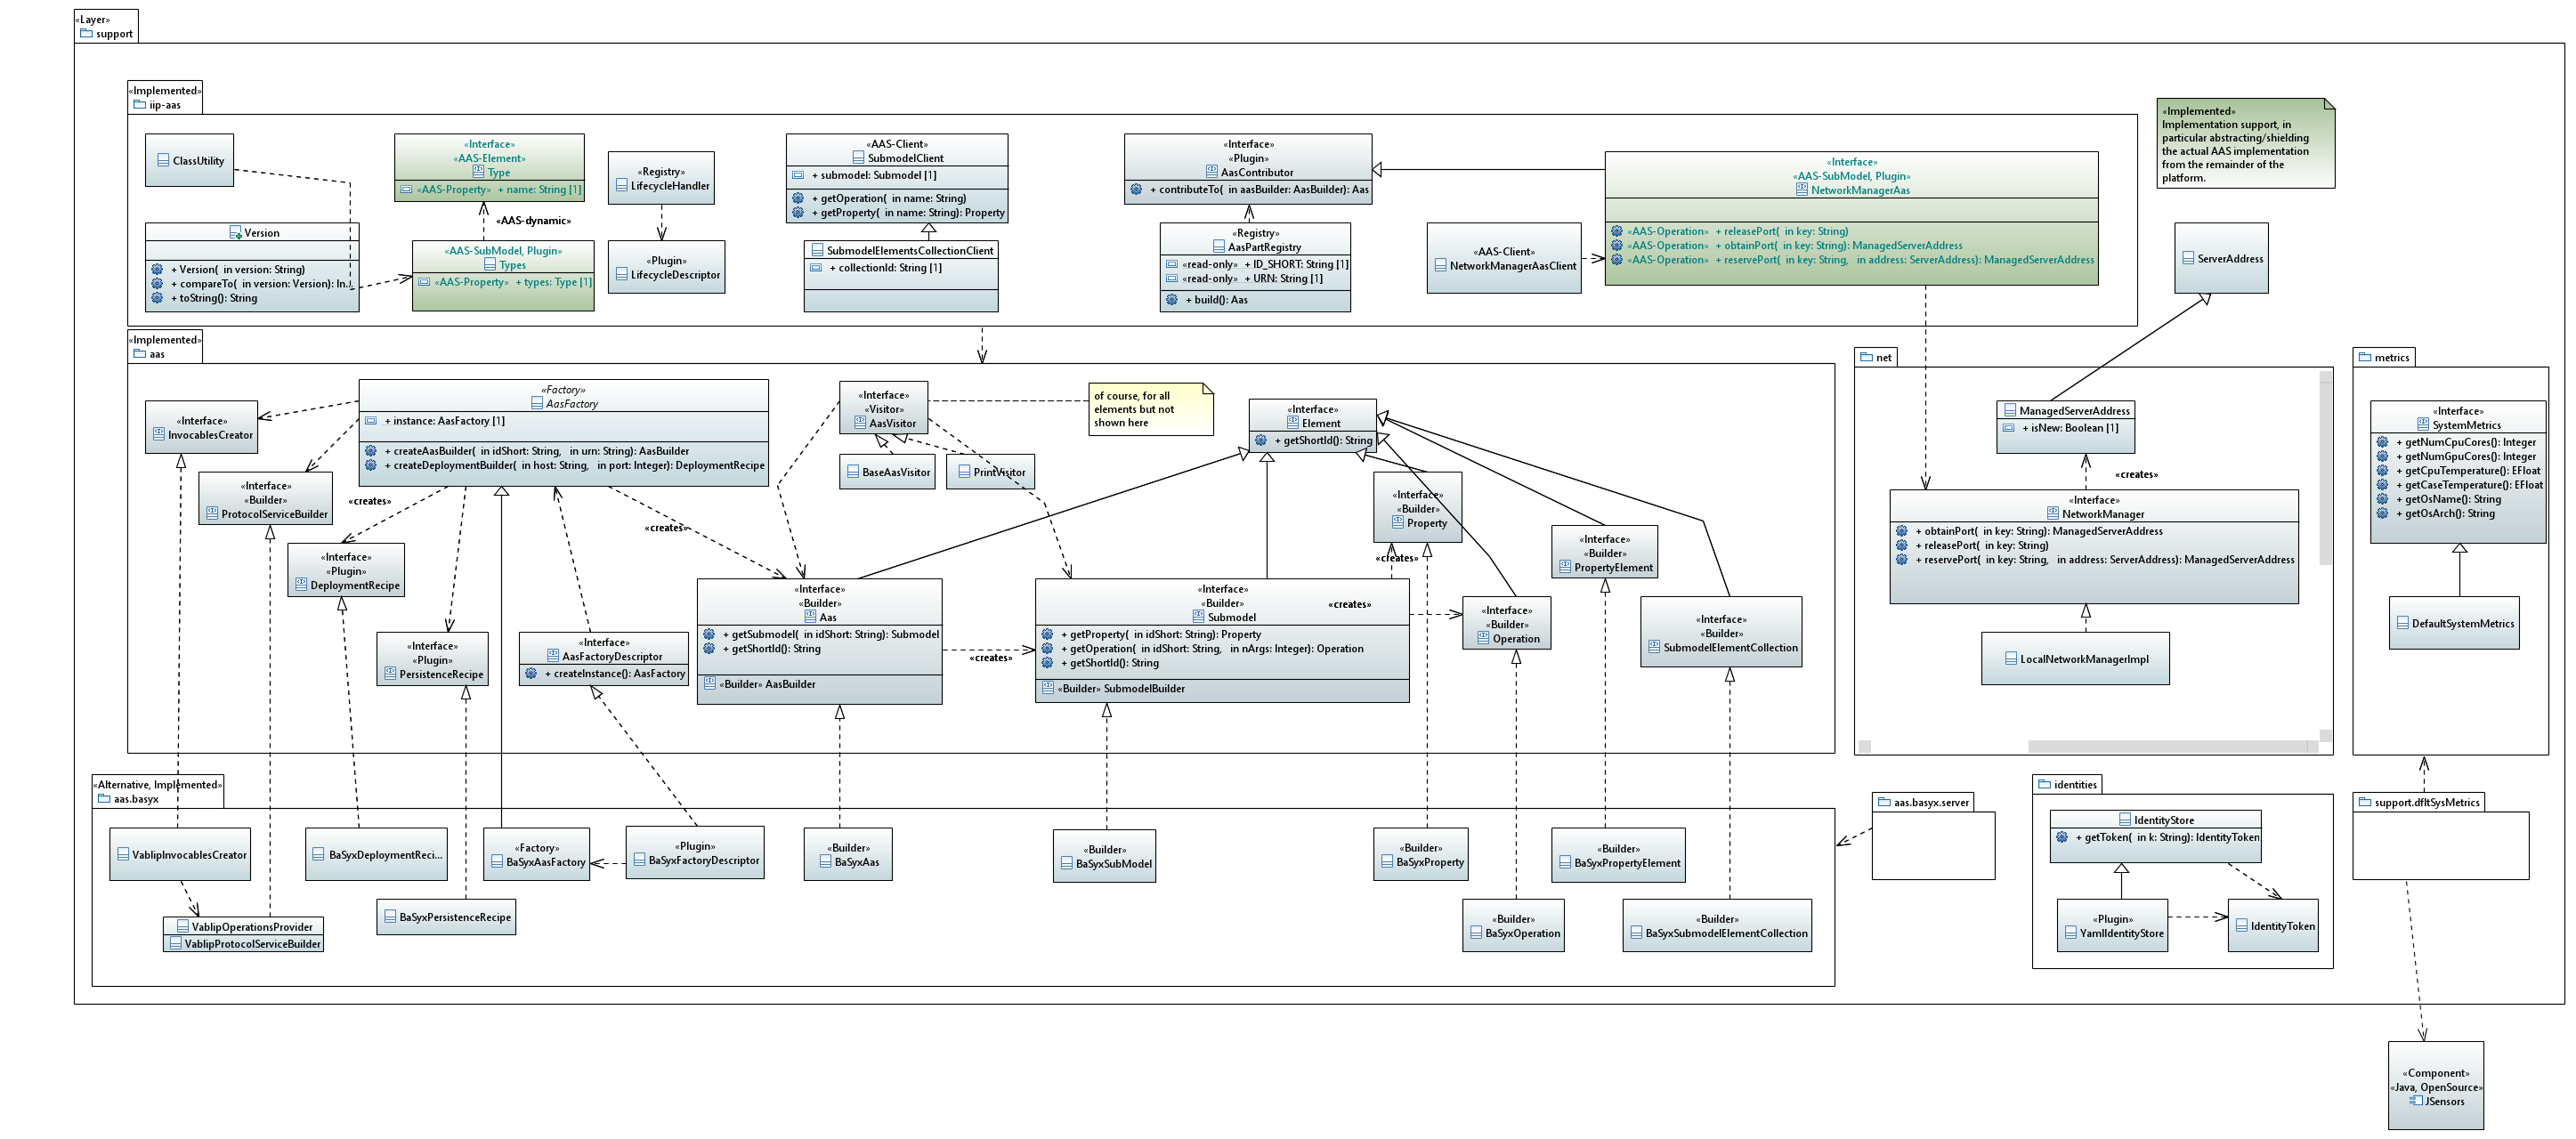 «Layer»
support
«Implemented»
iip-aas
ClassUtility
Version
+ Version( in version: String)
+ compareTo( in version: Version): In...
+ toString(): String
«Interface»
«AAS-Element»
Type
«AAS-Property» + name: String [1]
«AAS-dynamic»
«AAS-SubModel, Plugin»
Types
«AAS-Property» + types: Type [1]
«Registry»
LifecycleHandler
«Plugin»
LifecycleDescriptor
«AAS-Client»
SubmodelClient
+ submodel: Submodel [1]
+ getOperation( in name: String)
+ getProperty( in name: String): Property
SubmodelElementsCollectionClient
+ collectionId: String [1]
«Interface»
«Plugin»
AasContributor
+ contributeTo( in aasBuilder: AasBuilder): Aas
«Registry»
AasPartRegistry
«read-only» + ID_SHORT: String [1]
«read-only» + URN: String [1]
+ build(): Aas
«AAS-Client»
NetworkManagerAasClient
«Interface»
«AAS-SubModel, Plugin»
NetworkManagerAas
«AAS-Operation» + releasePort( in key: String)
«AAS-Operation» + obtainPort( in key: String): ManagedServerAddress
«AAS-Operation» + reservePort( in key: String, in address: ServerAddress): ManagedServerAddress
«Implemented»
Implementation support, in
particular abstracting/shielding
the actual AAS implementation
from the remainder of the
platform.
ServerAddress
«Implemented»
aas
«Interface»
InvocablesCreator
«Factory»
AasFactory
+ instance: AasFactory [1]
+ createAasBuilder( in idShort: String, in urn: String): AasBuilder
+ createDeploymentBuilder( in host: String, in port: Integer): DeploymentRecipe
«Interface»
«Builder»
ProtocolServiceBuilder
«creates»
«Interface»
«Plugin»
DeploymentRecipe
«Interface»
«Plugin»
PersistenceRecipe
«Interface»
AasFactoryDescriptor
+ createInstance(): AasFactory
«creates»
«Interface»
«Visitor»
AasVisitor
BaseAasVisitor
PrintVisitor
of course, for all
elements but not
shown here
«Interface»
Element
+ getShortId(): String
«Interface»
«Builder»
Aas
+ getSubmodel( in idShort: String): Submodel
+ getShortId(): String
«Builder» AasBuilder
«creates»
«Interface»
«Builder»
Submodel
«creates»
+ getProperty( in idShort: String): Property
+ getOperation( in idShort: String, in nArgs: Integer): Operation
+ getShortId(): String
«Builder» SubmodelBuilder
«Interface»
«Builder»
Property
«creates»
«Interface»
«Builder»
Operation
«Interface»
«Builder»
PropertyElement
«Interface»
«Builder»
SubmodelElementCollection
net
ManagedServerAddress
+ isNew: Boolean [1]
«creates»
«Interface»
NetworkManager
+ obtainPort( in key: String): ManagedServerAddress
+ releasePort( in key: String)
+ reservePort( in key: String, in address: ServerAddress): ManagedServerAddress
LocalNetworkManagerImpl
metrics
«Interface»
SystemMetrics
+ getNumCpuCores(): Integer
+ getNumGpuCores(): Integer
+ getCpuTemperature(): EFloat
+ getCaseTemperature(): EFloat
+ getOsName(): String
+ getOsArch(): String
DefaultSystemMetrics
«Alternative, Implemented»
aas.basyx
VablipInvocablesCreator
VablipOperationsProvider
VablipProtocolServiceBuilder
BaSyxDeploymentReci...
BaSyxPersistenceRecipe
«Factory»
BaSyxAasFactory
«Plugin»
BaSyxFactoryDescriptor
«Builder»
BaSyxAas
«Builder»
BaSyxSubModel
«Builder»
BaSyxProperty
«Builder»
BaSyxOperation
«Builder»
BaSyxPropertyElement
«Builder»
BaSyxSubmodelElementCollection
aas.basyx.server
identities
IdentityStore
+ getToken( in k: String): IdentityToken
«Plugin»
YamlIdentityStore
IdentityToken
support.dfltSysMetrics
«Component»
«Java, OpenSource»
JSensors